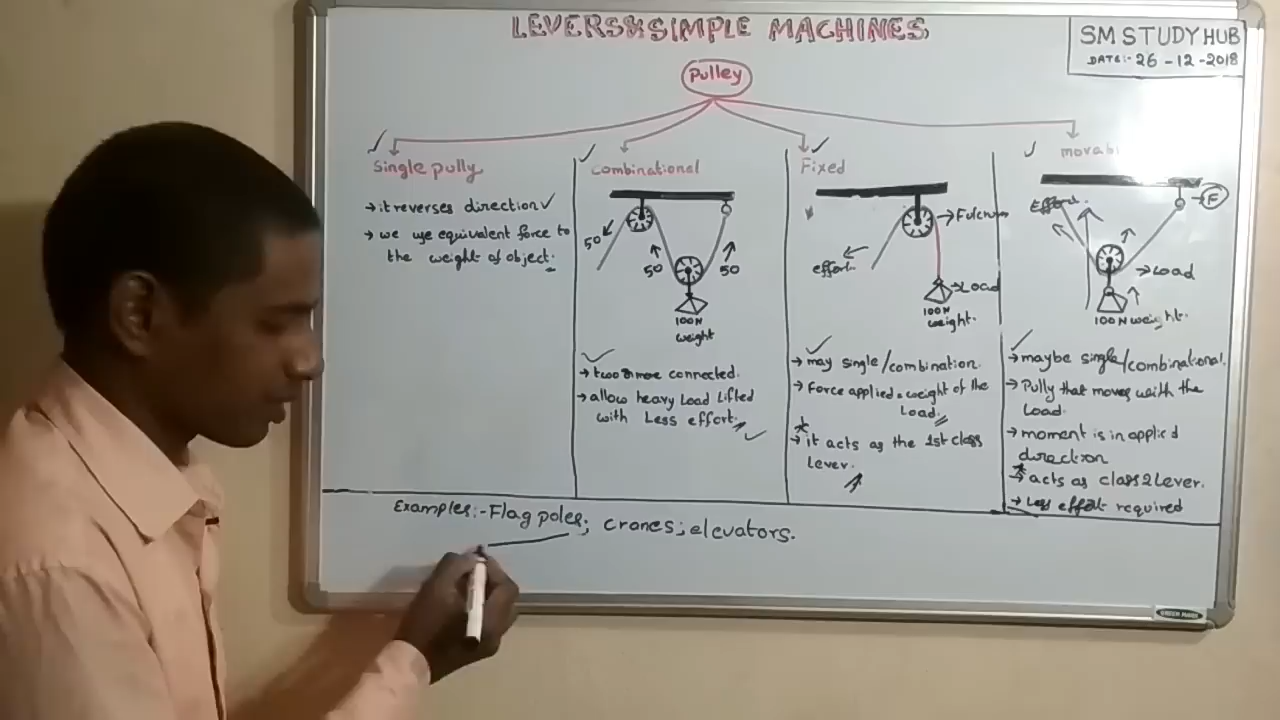 LEVERS&SIMPLE MACHINES
SM STUDY HUB
DATE:- 26-12-2018
Pulley
Single pully
→ it reverses direction ✓
→ we use equivalent force to
the weight of object.
Combinational
50
50
50
100N
weight
→ two or more connected.
→ allow heavy Load Lifted
with Less effort.
Fixed
→ Fulcrum
effort.
→ Load
100N
weight.
→ may single/combination.
→ Force applied = weight of the
Load.
→ it acts as the 1st class
Lever.
movab
Effort.
→ F
→ Load
100N weight.
→ maybe single/combinational.
→ Pully that moves with the
Load.
→ moment is in applied
direction
→ acts as class 2 Lever.
→ Less effort required
Examples:- Flag poles; cranes; elevators.
GREEN MARK